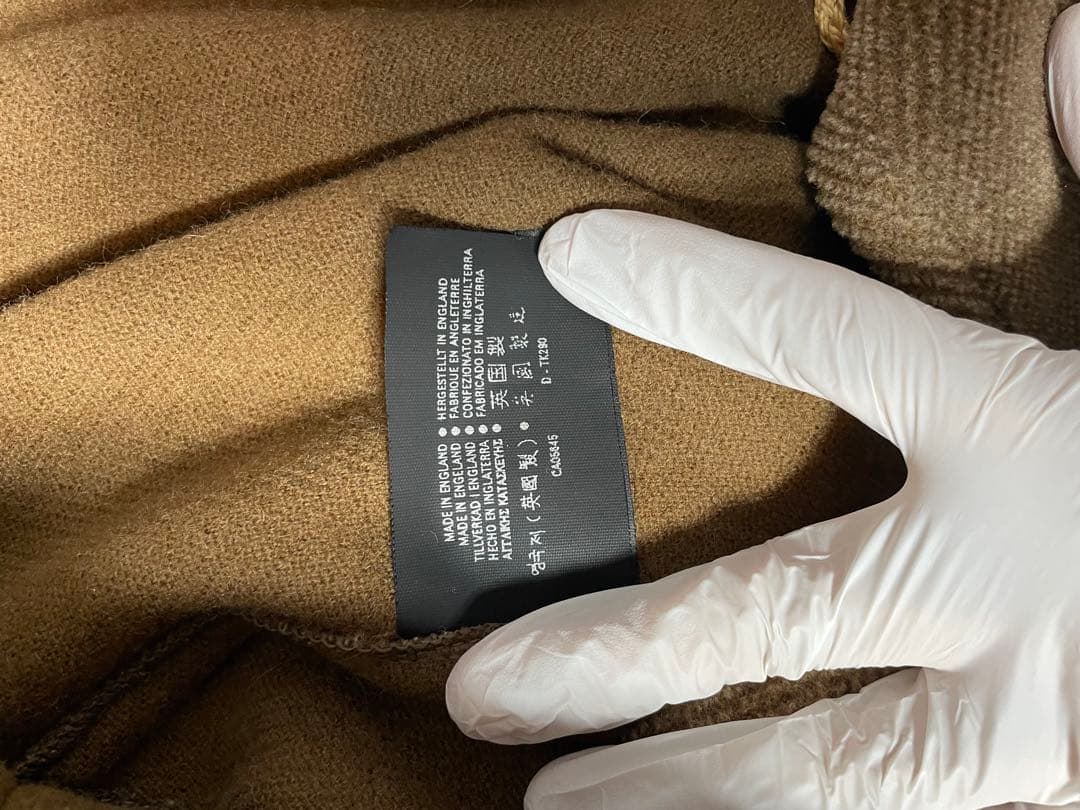 MADE IN ENGLAND ● HERGESTELLT IN ENGLAND
MADE IN ENGELAND ● FABRIQUE EN ANGLETERRE
TILLVERKAD I ENGLAND ● CONFEZIONATO IN INGHILTERRA
HECHO EN INGLATERRA ● FABRICADO EM INGLATERRA
ΑΓΓΛΙΚΗΣ ΚΑΤΑΣΚΕΥΗΣ ● 英国製
영국제 (英國製) ● 英國製造
CA05845 D-TK290